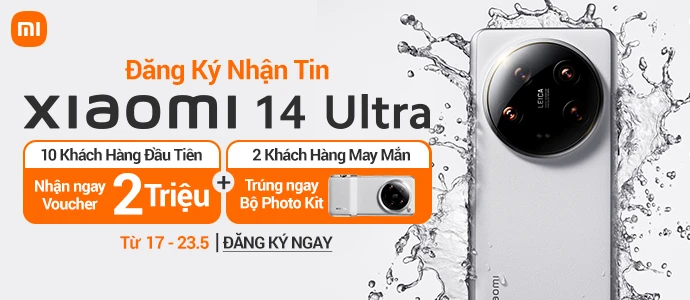 mi
Đăng Ký Nhận Tin
xiaomi 14 Ultra
10 Khách Hàng Đầu Tiên
Nhận ngay
Voucher
2 Triệu
+
2 Khách Hàng May Mắn
Trúng ngay
Bộ Photo Kit
Từ 17 - 23.5 | ĐĂNG KÝ NGAY
LEICA
xiaomi